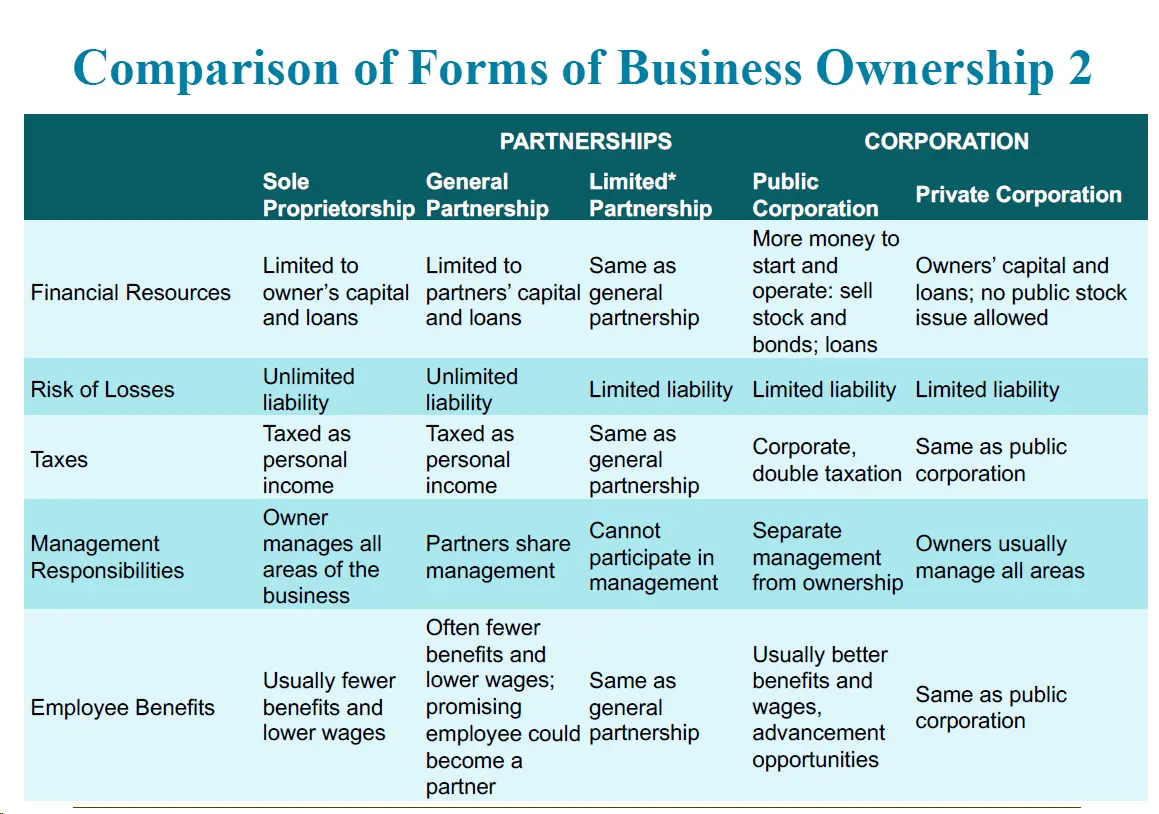 Comparison of Forms of Business Ownership 2
PARTNERSHIPS
CORPORATION
Sole
Proprietorship
General
Partnership
Limited*
Partnership
Public
Corporation
Private Corporation
Financial Resources
Limited to
owner's capital
and loans
Limited to
partners' capital
and loans
Same as
general
partnership
More money to
start and
operate: sell
stock and
bonds; loans
Owners' capital and
loans; no public stock
issue allowed
Risk of Losses
Unlimited
liability
Unlimited
liability
Limited liability
Limited liability
Limited liability
Taxes
Taxed as
personal
income
Taxed as
personal
income
Same as
general
partnership
Corporate,
double taxation
Same as public
corporation
Management
Responsibilities
Owner
manages all
areas of the
business
Partners share
management
Cannot
participate in
management
Separate
management
from ownership
Owners usually
manage all areas
Employee Benefits
Usually fewer
benefits and
lower wages
Often fewer
benefits and
lower wages;
promising
employee could
become a
partner
Same as
general
partnership
Usually better
benefits and
wages,
advancement
opportunities
Same as public
corporation